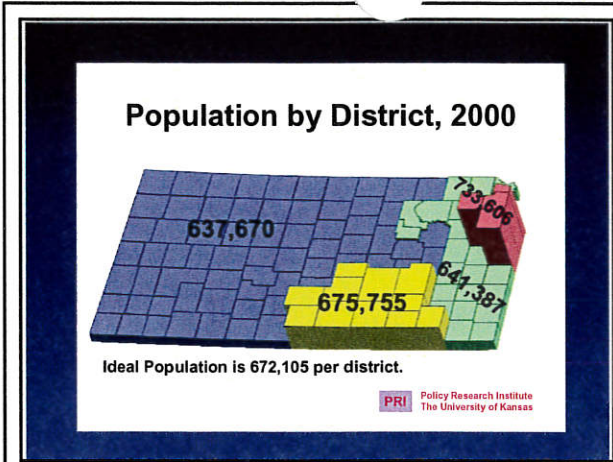 Population by District, 2000
733,606
637,670
641,387
675,755
Ideal Population is 672,105 per district.
PRI
Policy Research Institute
The University of Kansas